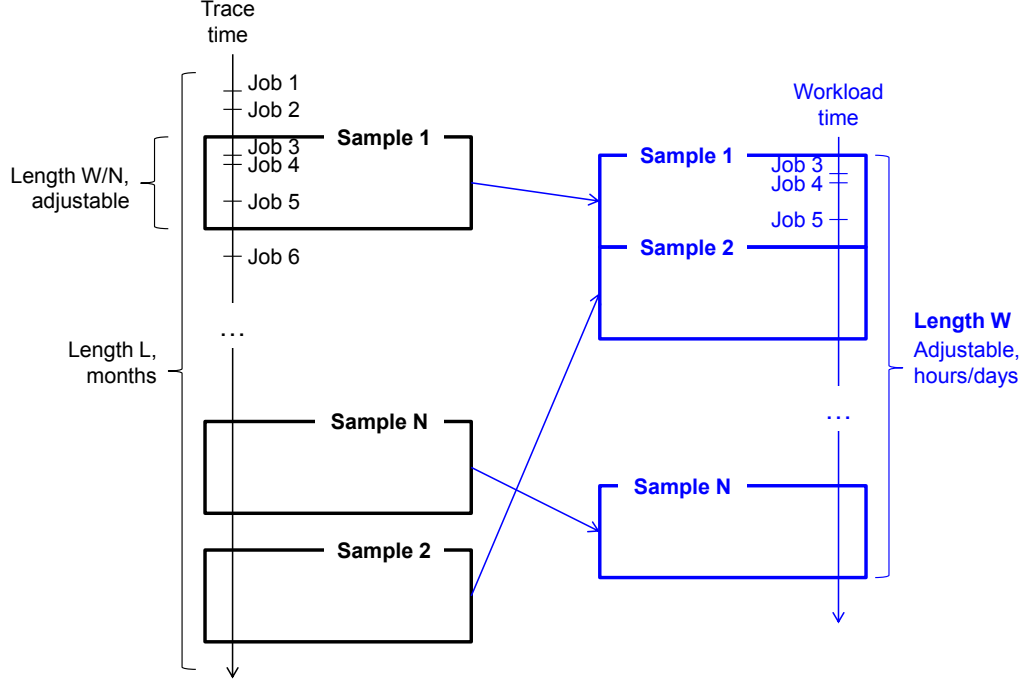 Trace
time
Job 1
Job 2
Sample 1
Job 3
Job 4
Job 5
Job 6
Length W/N,
adjustable
...
Length L,
months
Sample N
Sample 2
Workload
time
Sample 1
Job 3
Job 4
Job 5
Sample 2
Length W
Adjustable,
hours/days
...
Sample N